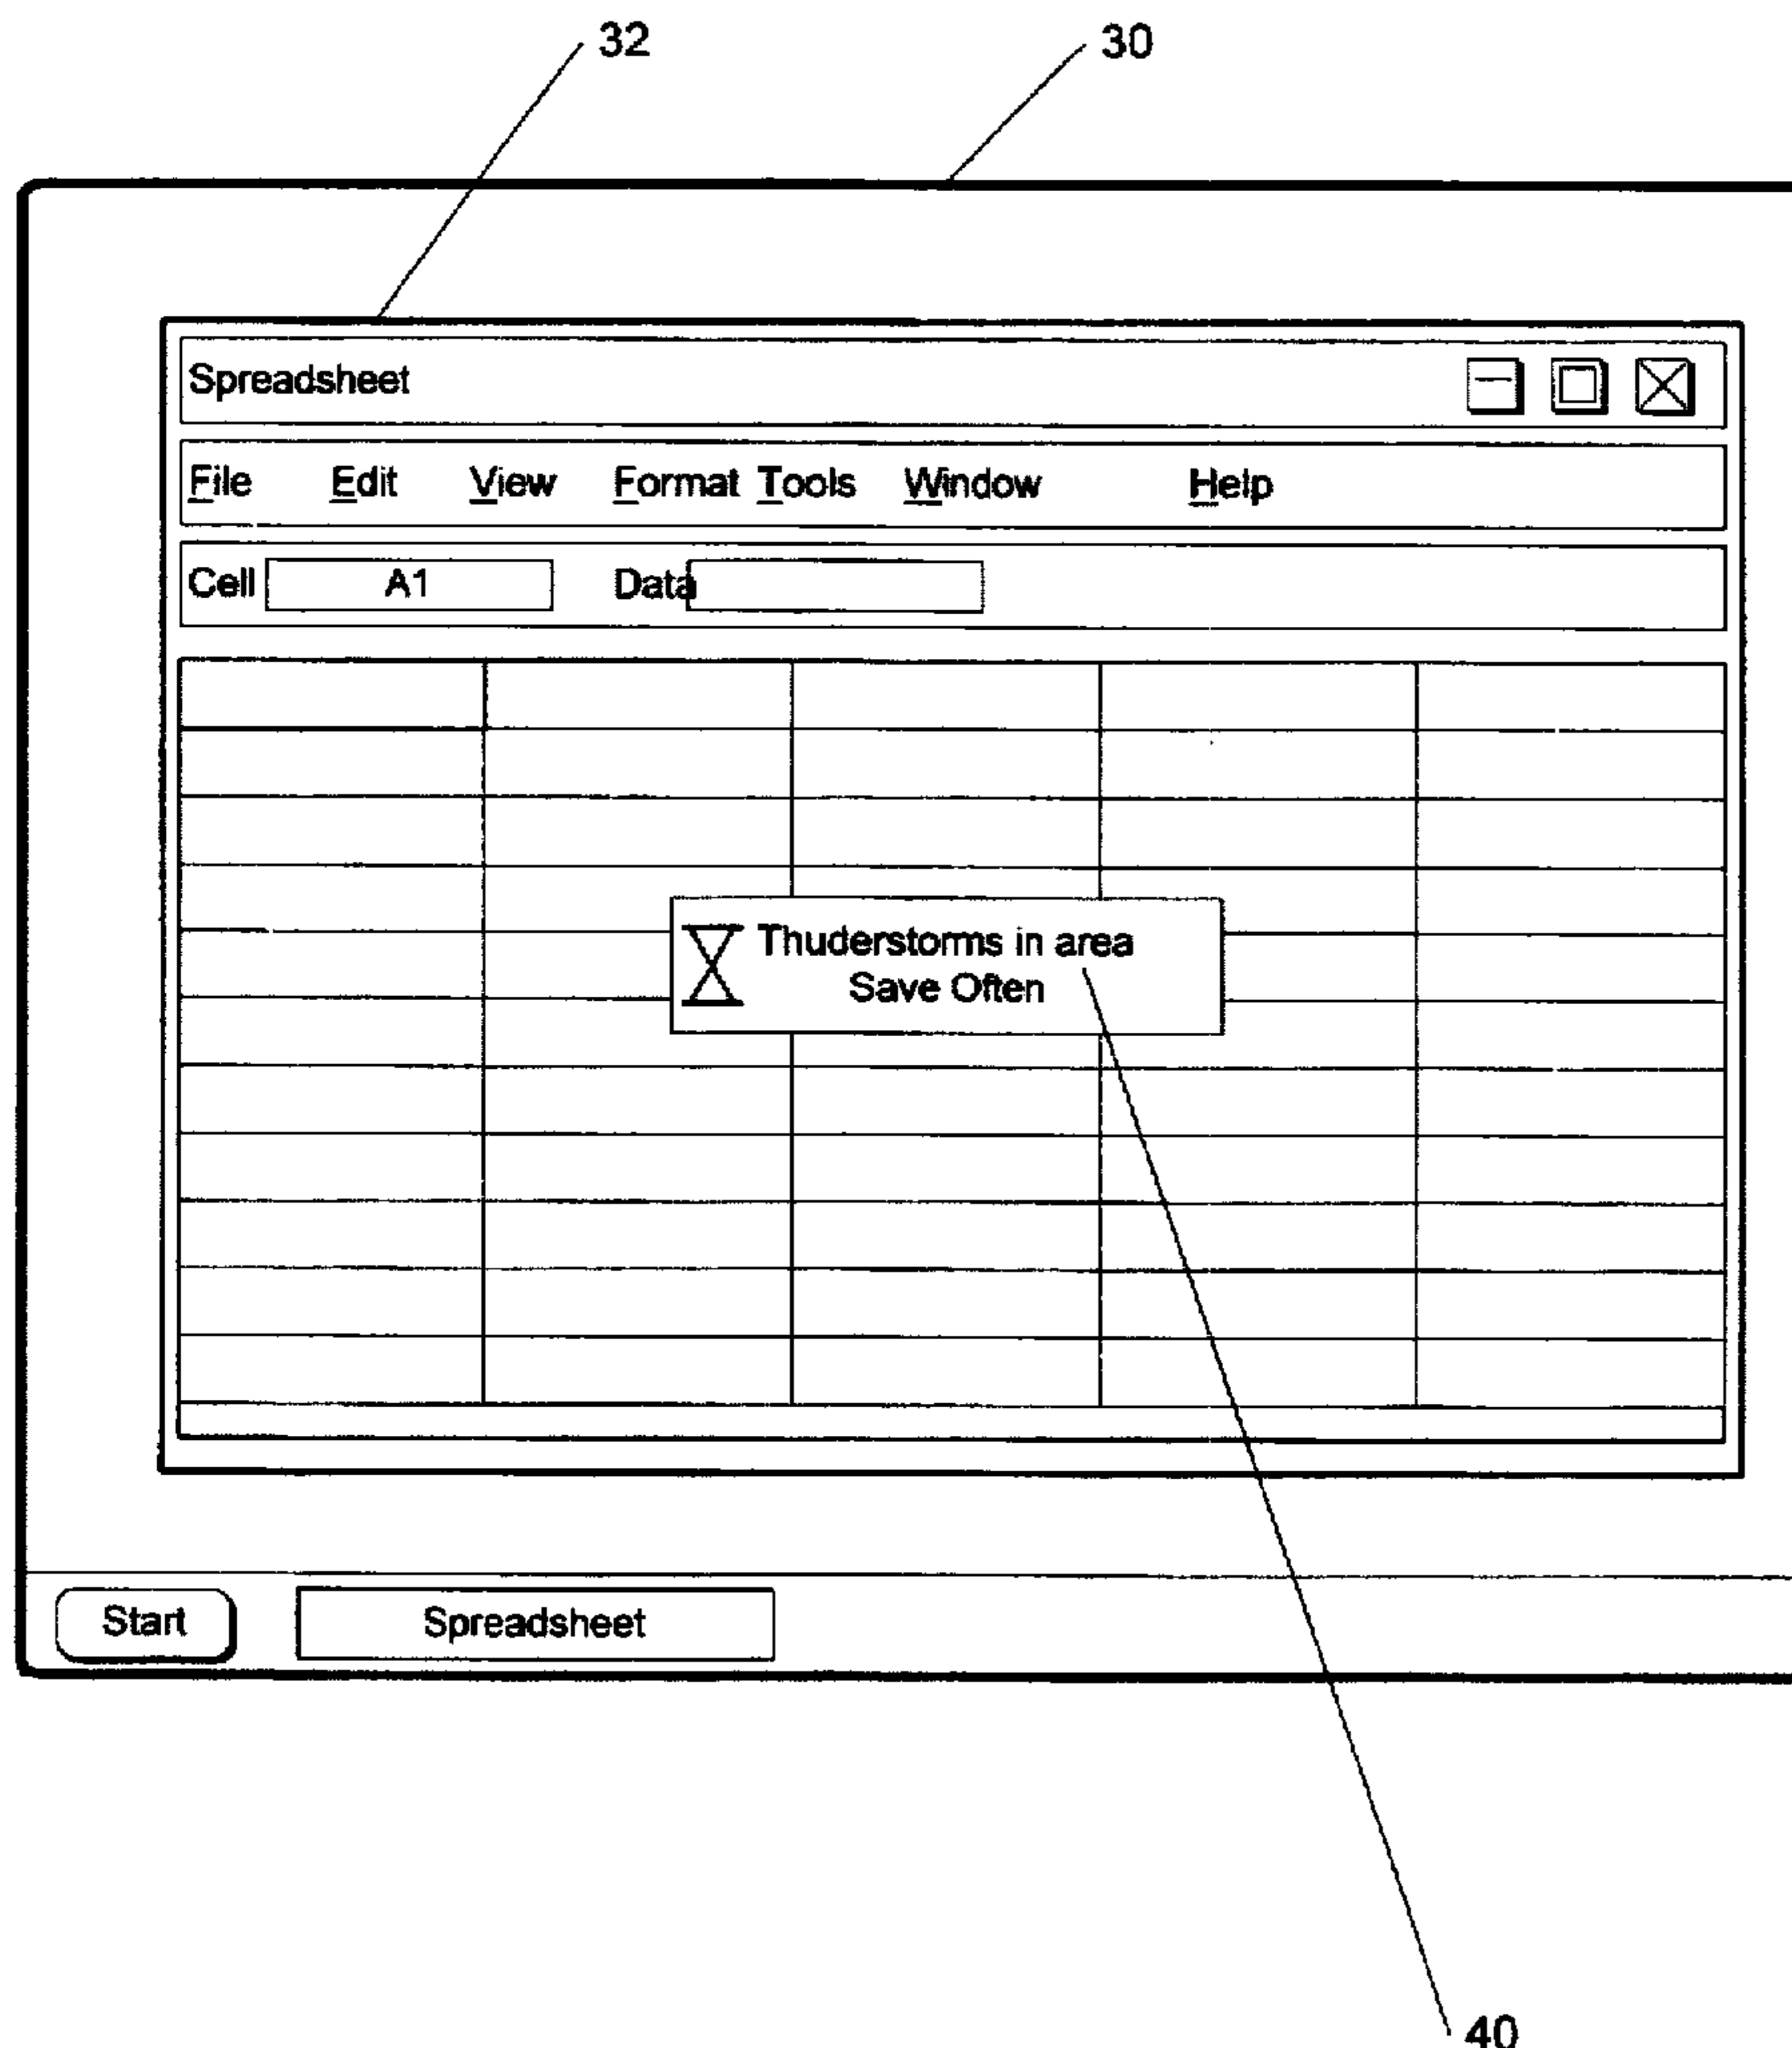 32 30
Spreadsheet
File Edit View Format Tools Window Help
Cell A1 Data
Thuderstorms in area
Save Often
Start Spreadsheet
40